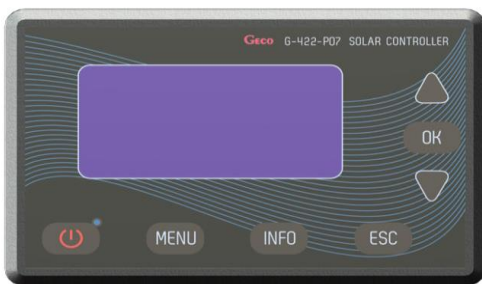 Geco G-422-P07 SOLAR CONTROLLER
OK
MENU
INFO
ESC